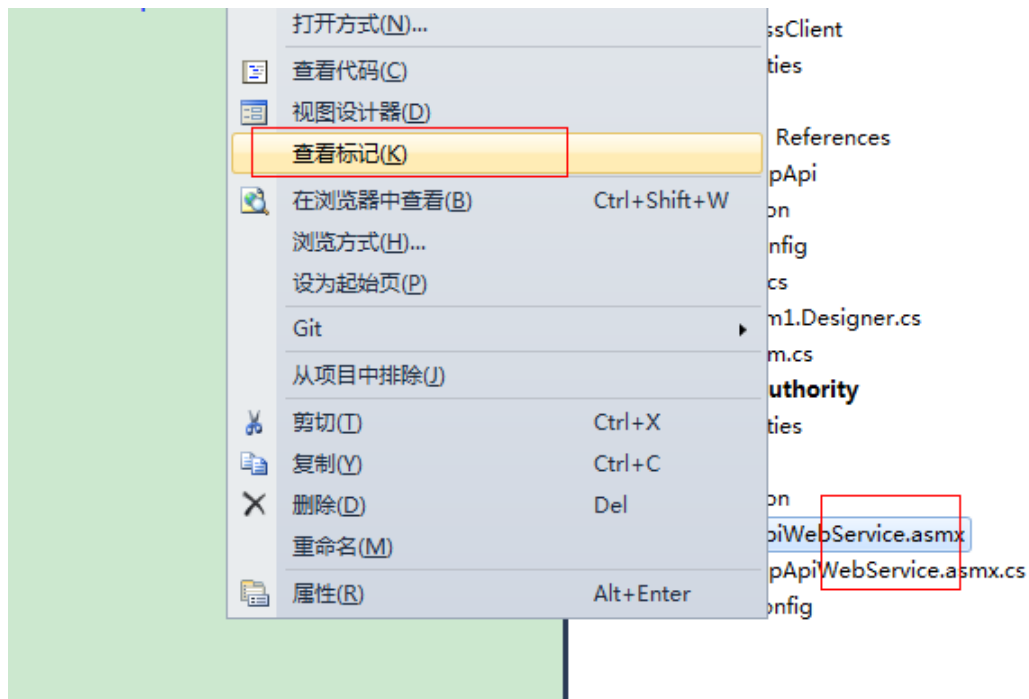 打开方式(N)...
查看代码(C)
视图设计器(D)
查看标记(K)
在浏览器中查看(B) Ctrl+Shift+W
浏览方式(H)...
设为起始页(P)
Git
从项目中排除(J)
剪切(T) Ctrl+X
复制(Y) Ctrl+C
删除(D) Del
重命名(M)
属性(R) Alt+Enter
ssClient
ties
References
pApi
on
nfig
cs
m1.Designer.cs
m.cs
uthority
ties
on
piWebService.asmx
pApiWebService.asmx.cs
onfig